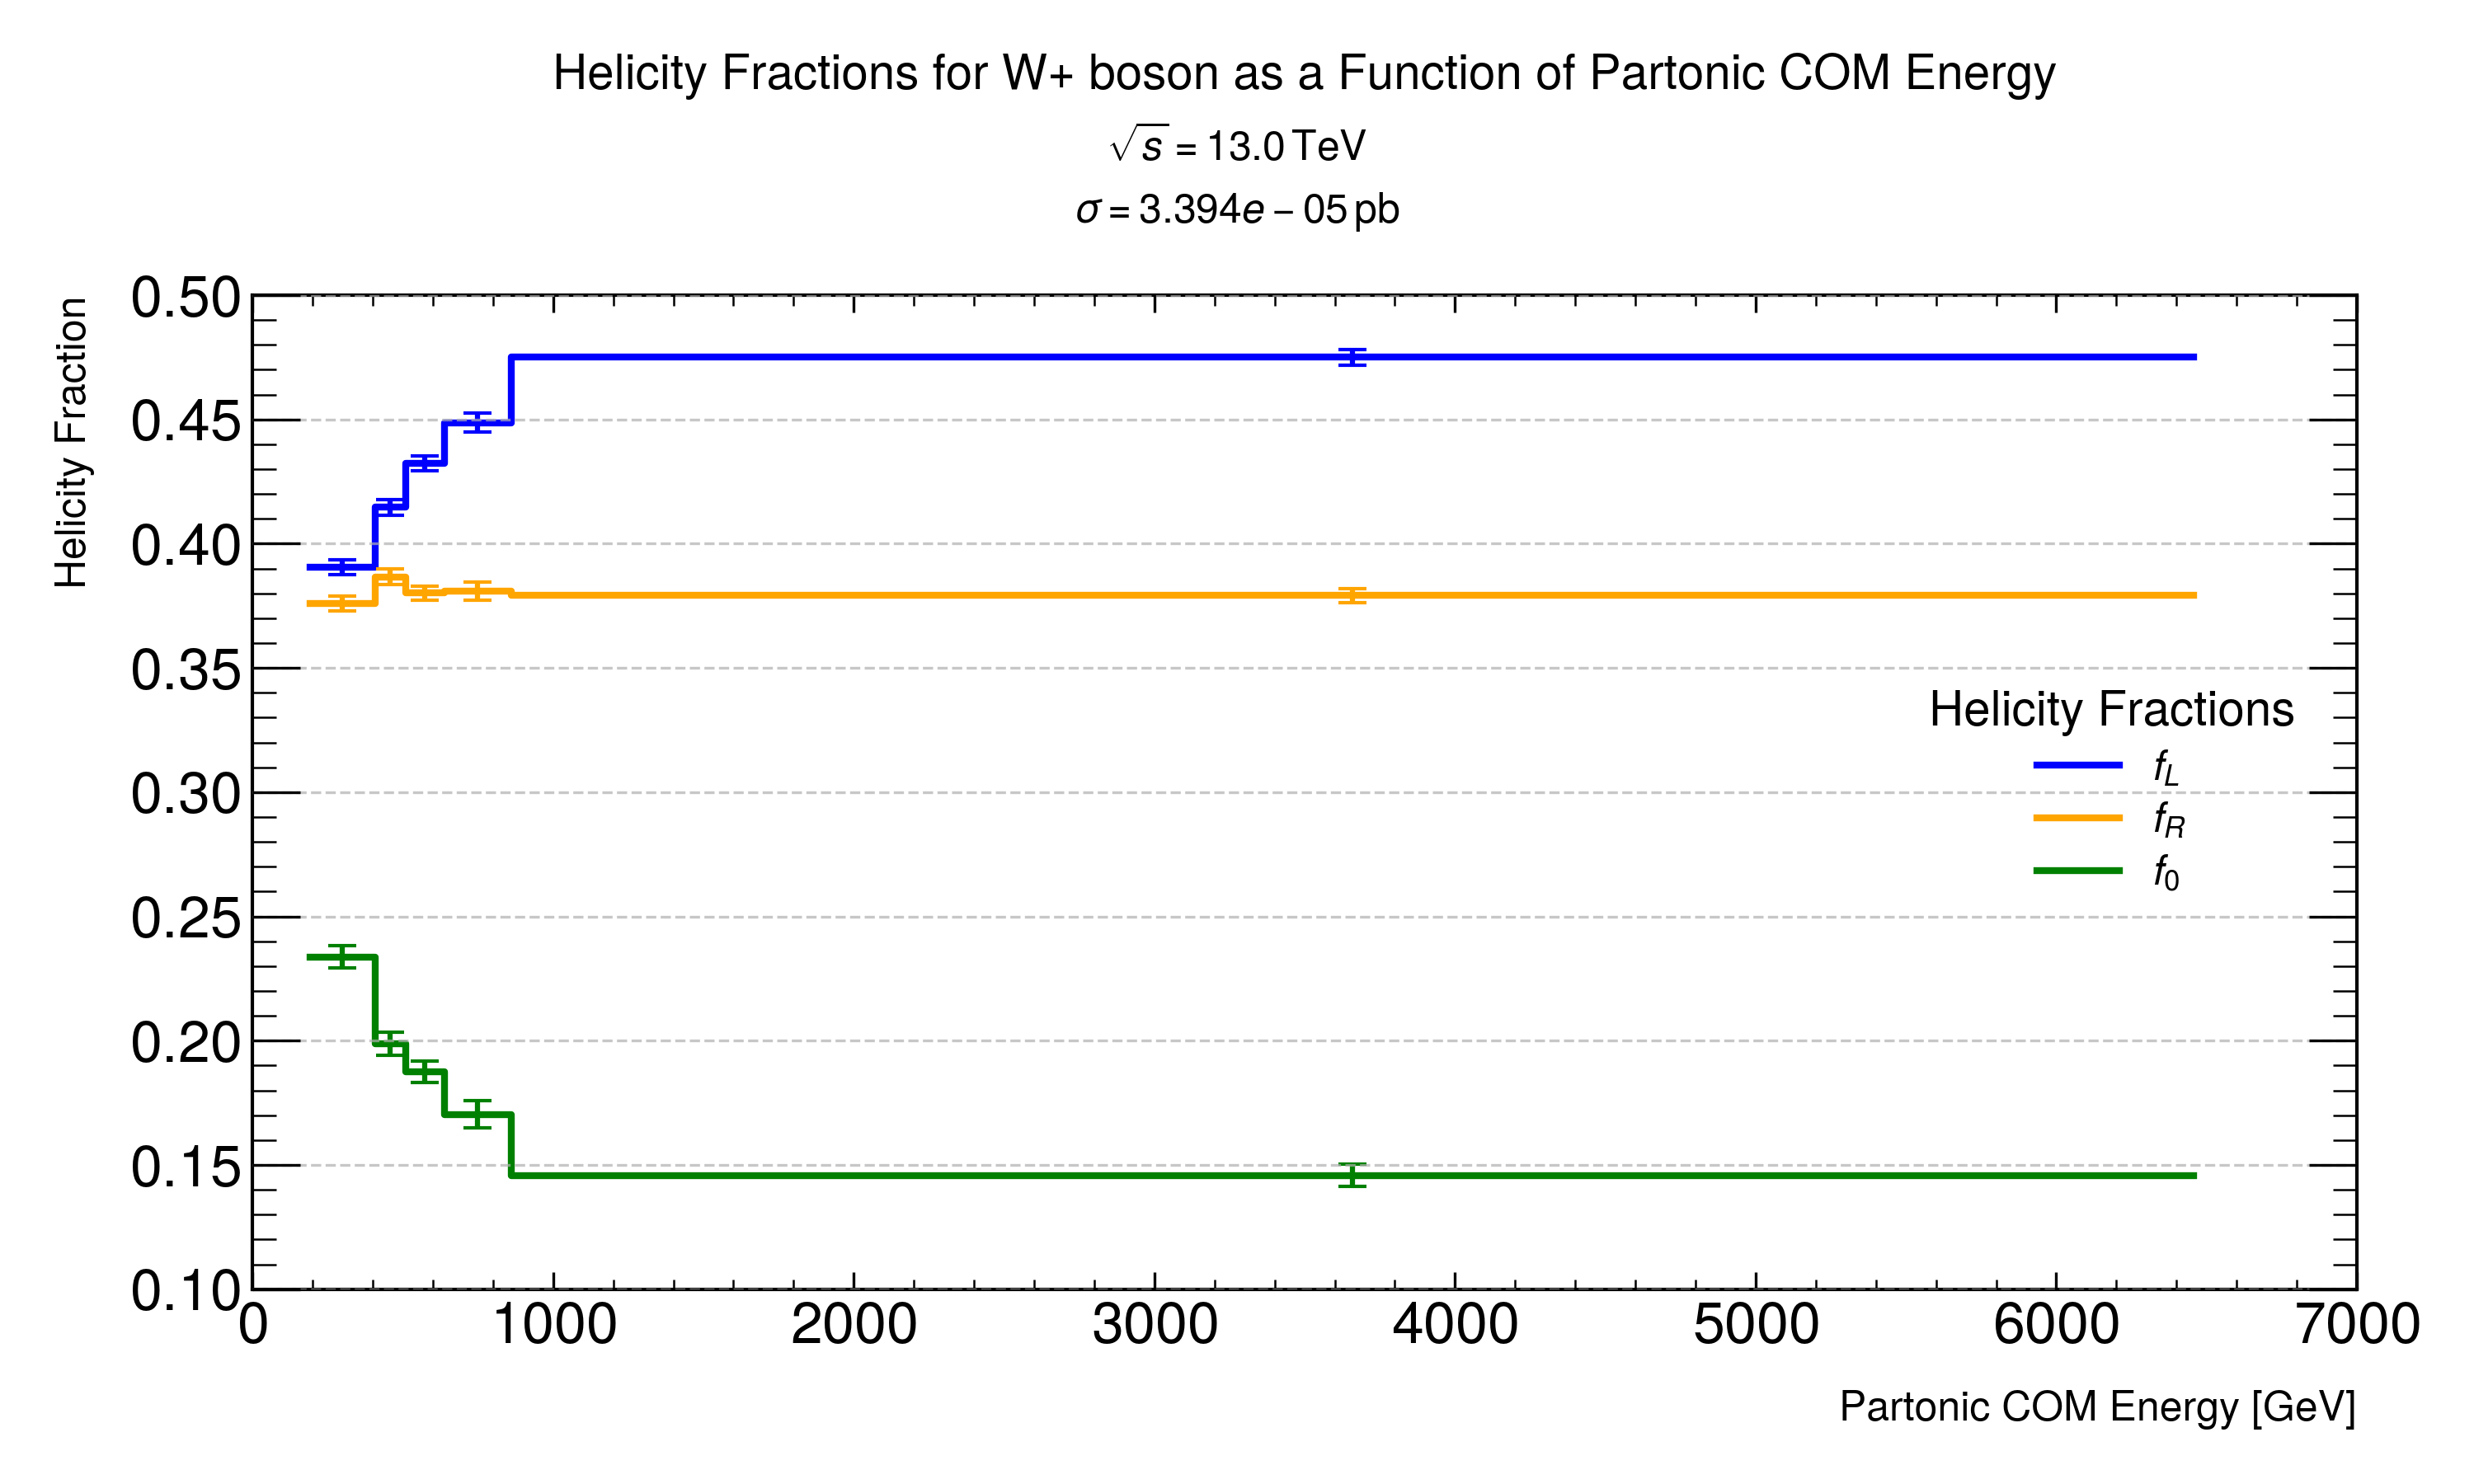 Helicity Fractions for W+ boson as a Function of Partonic COM Energy
√s = 13.0 TeV
σ = 3.394e − 05 pb
Helicity Fraction
0.50
0.45
0.40
0.35
0.30
0.25
0.20
0.15
0.10
Helicity Fractions
f_L
f_R
f_0
0 1000 2000 3000 4000 5000 6000 7000
Partonic COM Energy [GeV]